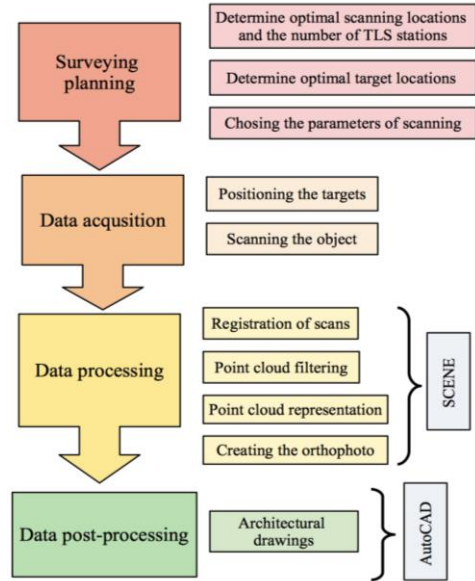 Surveying
planning
Determine optimal scanning locations
and the number of TLS stations
Determine optimal target locations
Chosing the parameters of scanning
Data acqusition
Positioning the targets
Scanning the object
Data processing
Registration of scans
Point cloud filtering
Point cloud representation
Creating the orthophoto
SCENE
Data post-processing
Architectural
drawings
AutoCAD